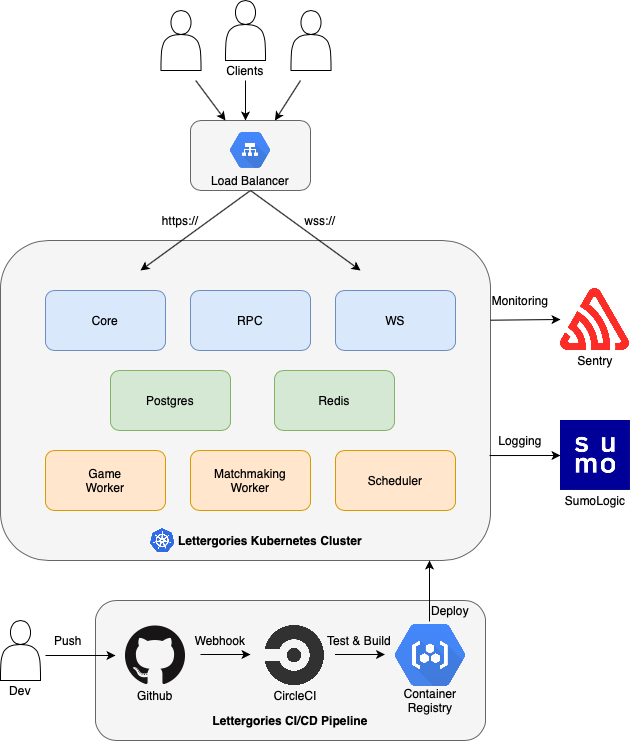 Clients
Load Balancer
https://
wss://
Core
RPC
WS
Monitoring
Sentry
Postgres
Redis
Logging
su
mo
SumoLogic
Game
Worker
Matchmaking
Worker
Scheduler
Lettergories Kubernetes Cluster
Deploy
Dev
Push
Github
Webhook
CircleCI
Test & Build
Container
Registry
Lettergories CI/CD Pipeline